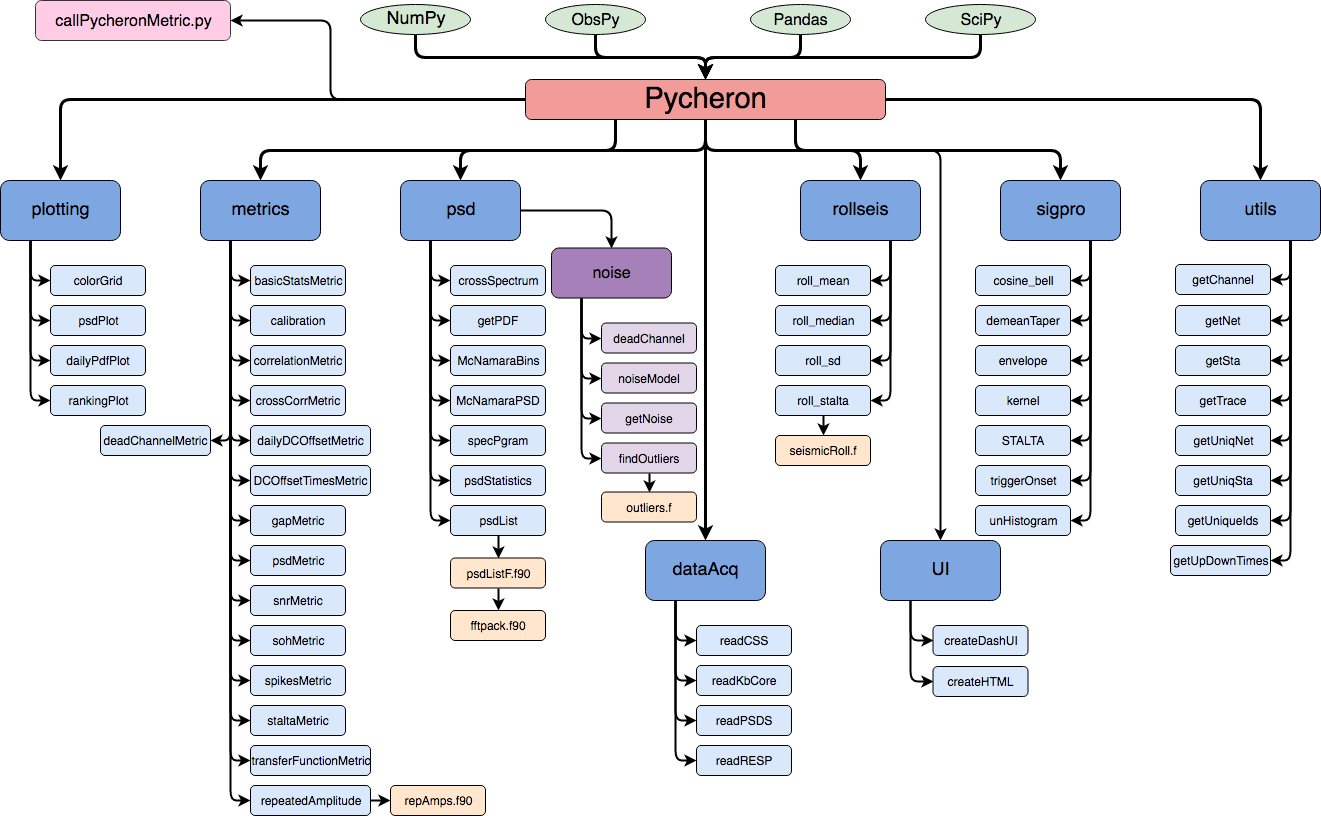 callPycheronMetric.py
NumPy
ObsPy
Pandas
SciPy
Pycheron
plotting
colorGrid
psdPlot
dailyPdfPlot
rankingPlot
metrics
basicStatsMetric
calibration
correlationMetric
crossCorrMetric
deadChannelMetric
dailyDCOffsetMetric
DCOffsetTimesMetric
gapMetric
psdMetric
snrMetric
sohMetric
spikesMetric
staltaMetric
transferFunctionMetric
repeatedAmplitude
repAmps.f90
psd
crossSpectrum
getPDF
McNamaraBins
McNamaraPSD
specPgram
psdStatistics
psdList
psdListF.f90
fftpack.f90
noise
deadChannel
noiseModel
getNoise
findOutliers
outliers.f
dataAcq
readCSS
readKbCore
readPSDS
readRESP
rollseis
roll_mean
roll_median
roll_sd
roll_stalta
seismicRoll.f
UI
createDashUI
createHTML
sigpro
cosine_bell
demeanTaper
envelope
kernel
STALTA
triggerOnset
unHistogram
utils
getChannel
getNet
getSta
getTrace
getUniqNet
getUniqSta
getUniqueIds
getUpDownTimes